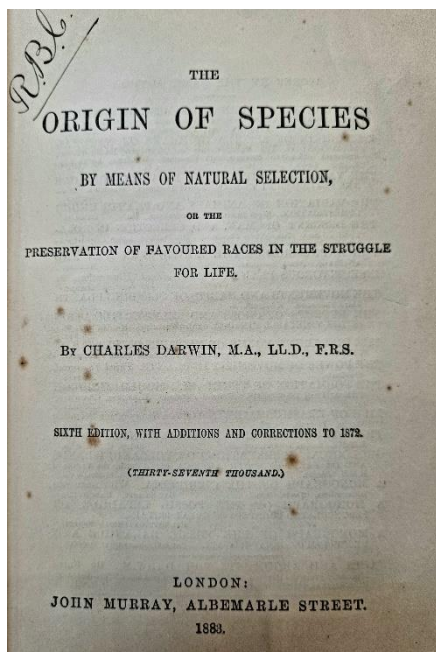 R.B.C.
THE
ORIGIN OF SPECIES
BY MEANS OF NATURAL SELECTION,
OR THE
PRESERVATION OF FAVOURED RACES IN THE STRUGGLE
FOR LIFE.
BY CHARLES DARWIN, M.A., LL.D., F.R.S.
SIXTH EDITION, WITH ADDITIONS AND CORRECTIONS TO 1872.
(THIRTY-SEVENTH THOUSAND.)
LONDON:
JOHN MURRAY, ALBEMARLE STREET.
1883.